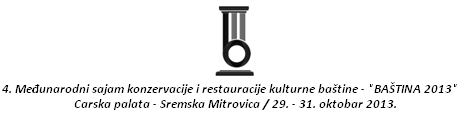 4. Međunarodni sajam konzervacije i restauracije kulturne baštine - "BAŠTINA 2013"
Carska palata - Sremska Mitrovica / 29. - 31. oktobar 2013.